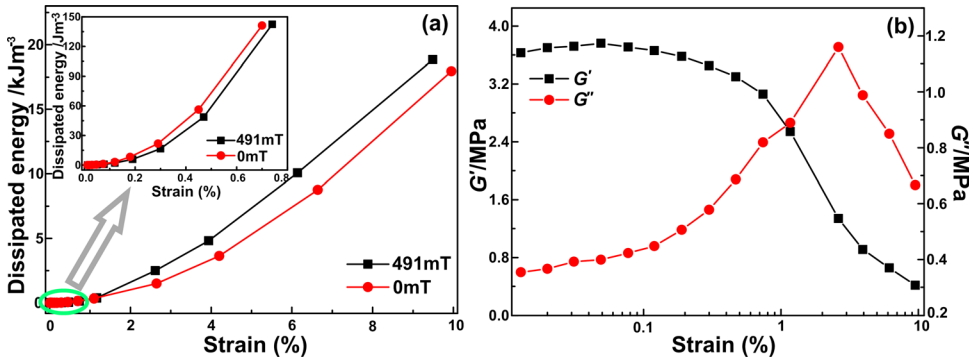 (a)
Dissipated energy /kJm⁻³
20
15
10
5
0
0 2 4 6 8 10
Strain (%)
491mT
0mT
Dissipated energy /Jm⁻³
150
120
90
60
30
0
0.0 0.2 0.4 0.6 0.8
Strain (%)
491mT
0mT
(b)
G'/MPa
4.0
3.2
2.4
1.6
0.8
0.0
0.1 1 10
Strain (%)
G'
G''
G''/MPa
1.2
1.0
0.8
0.6
0.4
0.2